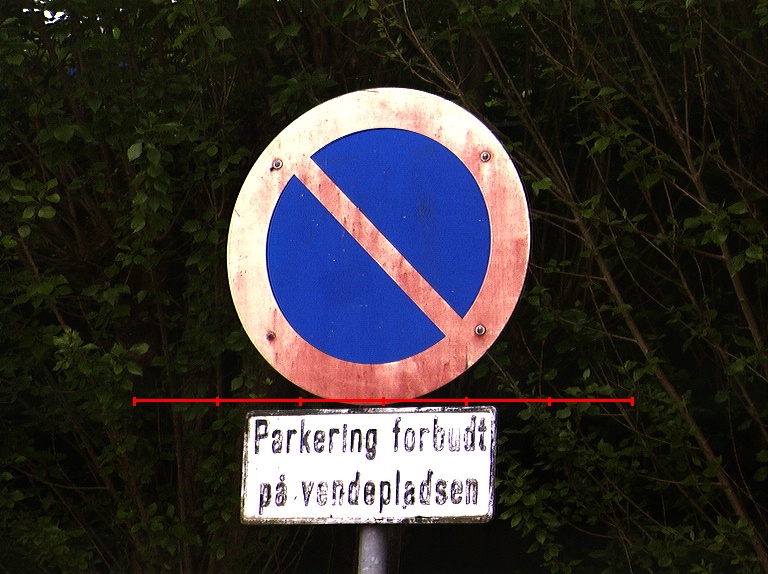 Parkering forbudt
på vendepladsen